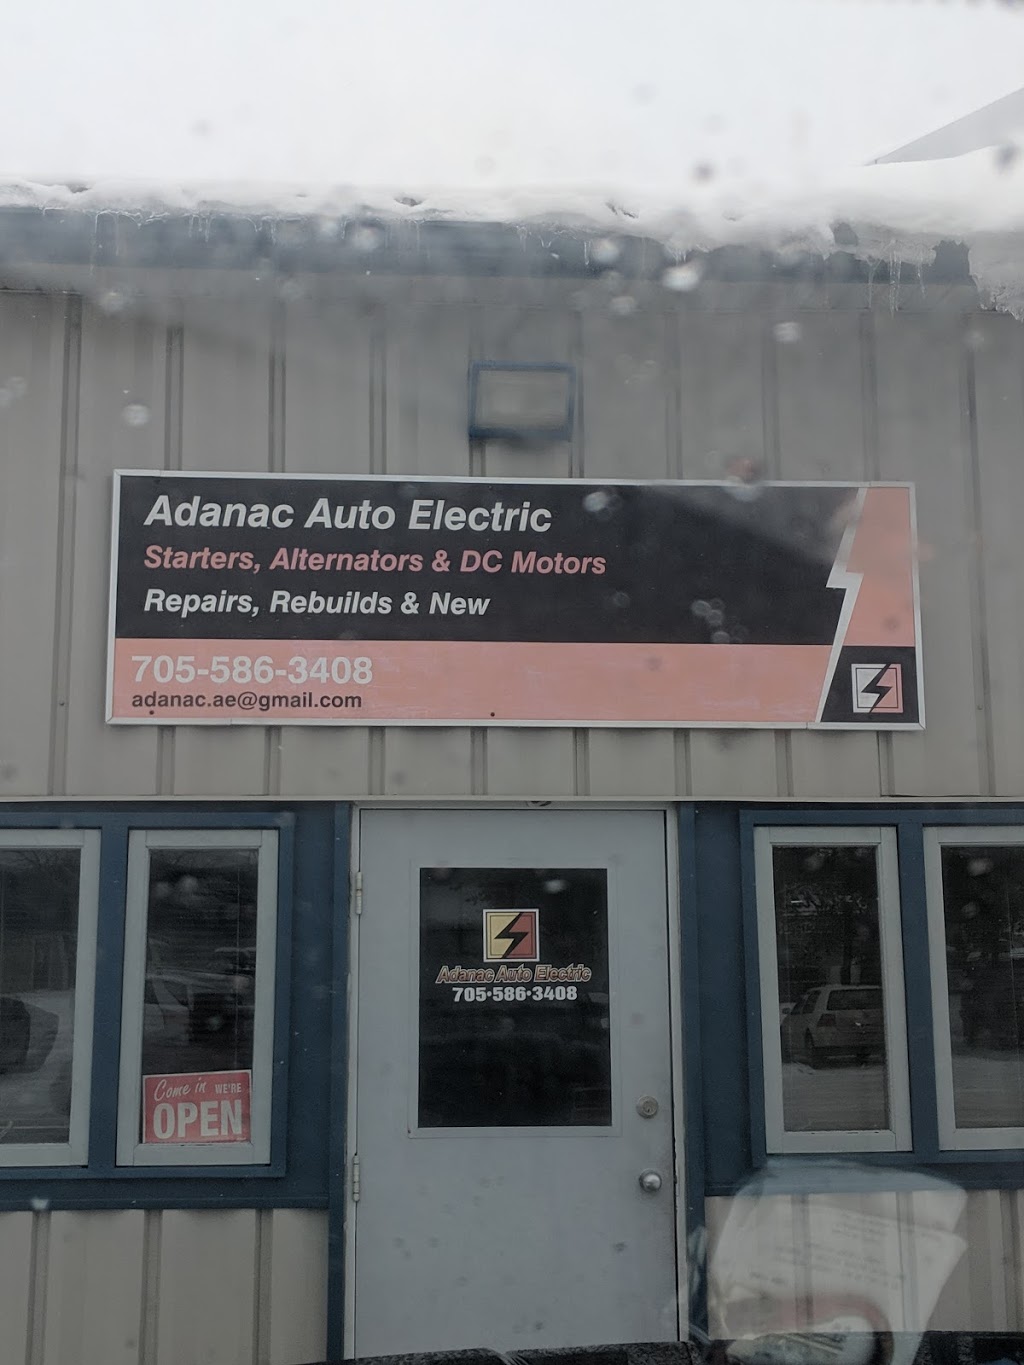 Adanac Auto Electric
Starters, Alternators & DC Motors
Repairs, Rebuilds & New
705-586-3408
adanac.ae@gmail.com
Adanac Auto Electric
705•586•3408
Come in WE'RE
OPEN